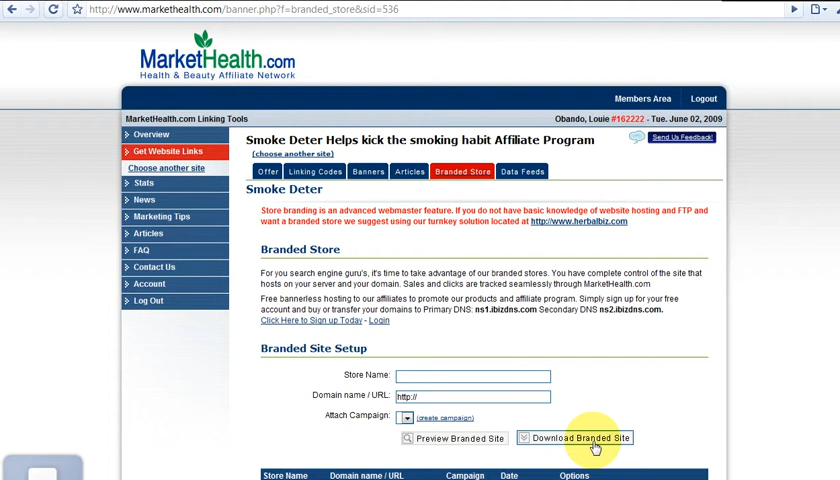 http://www.markethealth.com/banner.php?f=branded_store&sid=536
MarketHealth.com
Health & Beauty Affiliate Network
Members Area Logout
MarketHealth.com Linking Tools Obando, Louie #162222 - Tue. June 02, 2009
Overview
Get Website Links
Choose another site
Stats
News
Marketing Tips
Articles
FAQ
Contact Us
Account
Log Out
Smoke Deter Helps kick the smoking habit Affiliate Program
Send Us Feedback!
(choose another site)
Offer Linking Codes Banners Articles Branded Store Data Feeds
Smoke Deter
Store branding is an advanced webmaster feature. If you do not have basic knowledge of website hosting and FTP and
want a branded store we suggest using our turnkey solution located at http://www.herbalbiz.com
Branded Store
For you search engine guru's, it's time to take advantage of our branded stores. You have complete control of the site that
hosts on your server and your domain. Sales and clicks are tracked seamlessly through MarketHealth.com
Free bannerless hosting to our affiliates to promote our products and affiliate program. Simply sign up for your free
account and buy or transfer your domains to Primary DNS: ns1.ibizdns.com Secondary DNS ns2.ibizdns.com.
Click Here to Sign up Today - Login
Branded Site Setup
Store Name:
Domain name / URL: http://
Attach Campaign: (create campaign)
Preview Branded Site Download Branded Site
Store Name Domain name / URL Campaign Date Options